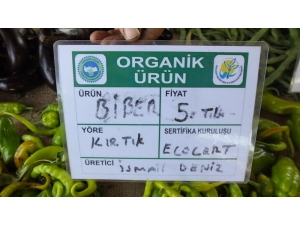 ORGANİK
ÜRÜN
ÜRÜN FİYAT
BİBER 5.TL
YÖRE SERTİFİKA KURULUŞU
KIRTIK ECOCERT
ÜRETİCİ İSMAİL DENİZ